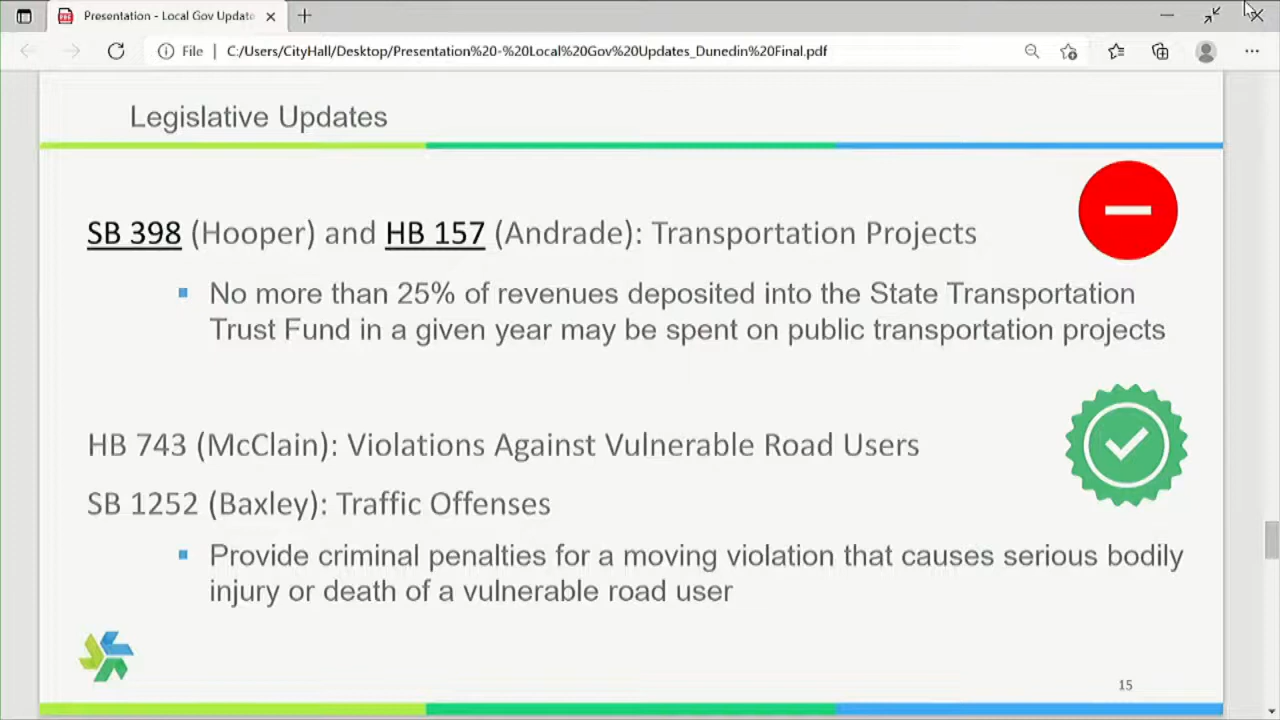 Presentation - Local Gov Update
File
C:/Users/CityHall/Desktop/Presentation%20-%20Local%20Gov%20Updates_Dunedin%20Final.pdf
Legislative Updates
SB 398 (Hooper) and HB 157 (Andrade): Transportation Projects
No more than 25% of revenues deposited into the State Transportation
Trust Fund in a given year may be spent on public transportation projects
HB 743 (McClain): Violations Against Vulnerable Road Users
SB 1252 (Baxley): Traffic Offenses
Provide criminal penalties for a moving violation that causes serious bodily
injury or death of a vulnerable road user
15